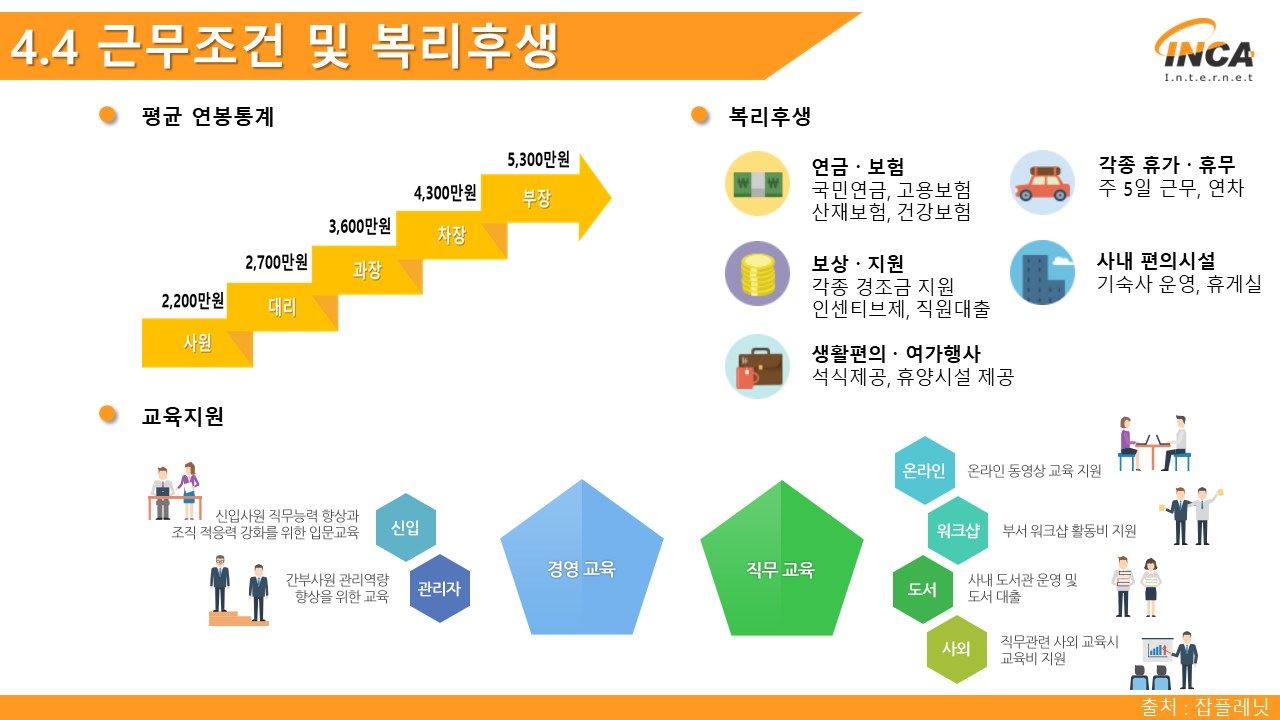 4.4 근무조건 및 복리후생
INCA
I.n.t.e.r.n.e.t
평균 연봉통계
5,300만원
부장
4,300만원
차장
3,600만원
과장
2,700만원
대리
2,200만원
사원
복리후생
연금 · 보험
국민연금, 고용보험
산재보험, 건강보험
각종 휴가 · 휴무
주 5일 근무, 연차
보상 · 지원
각종 경조금 지원
인센티브제, 직원대출
사내 편의시설
기숙사 운영, 휴게실
생활편의 · 여가행사
석식제공, 휴양시설 제공
교육지원
신입사원 직무능력 향상과
조직 적응력 강화를 위한 입문교육
신입
간부사원 관리역량
향상을 위한 교육
관리자
경영 교육
직무 교육
온라인
온라인 동영상 교육 지원
워크샵
부서 워크샵 활동비 지원
도서
사내 도서관 운영 및
도서 대출
사외
직무관련 사외 교육시
교육비 지원
출처 : 잡플레닛